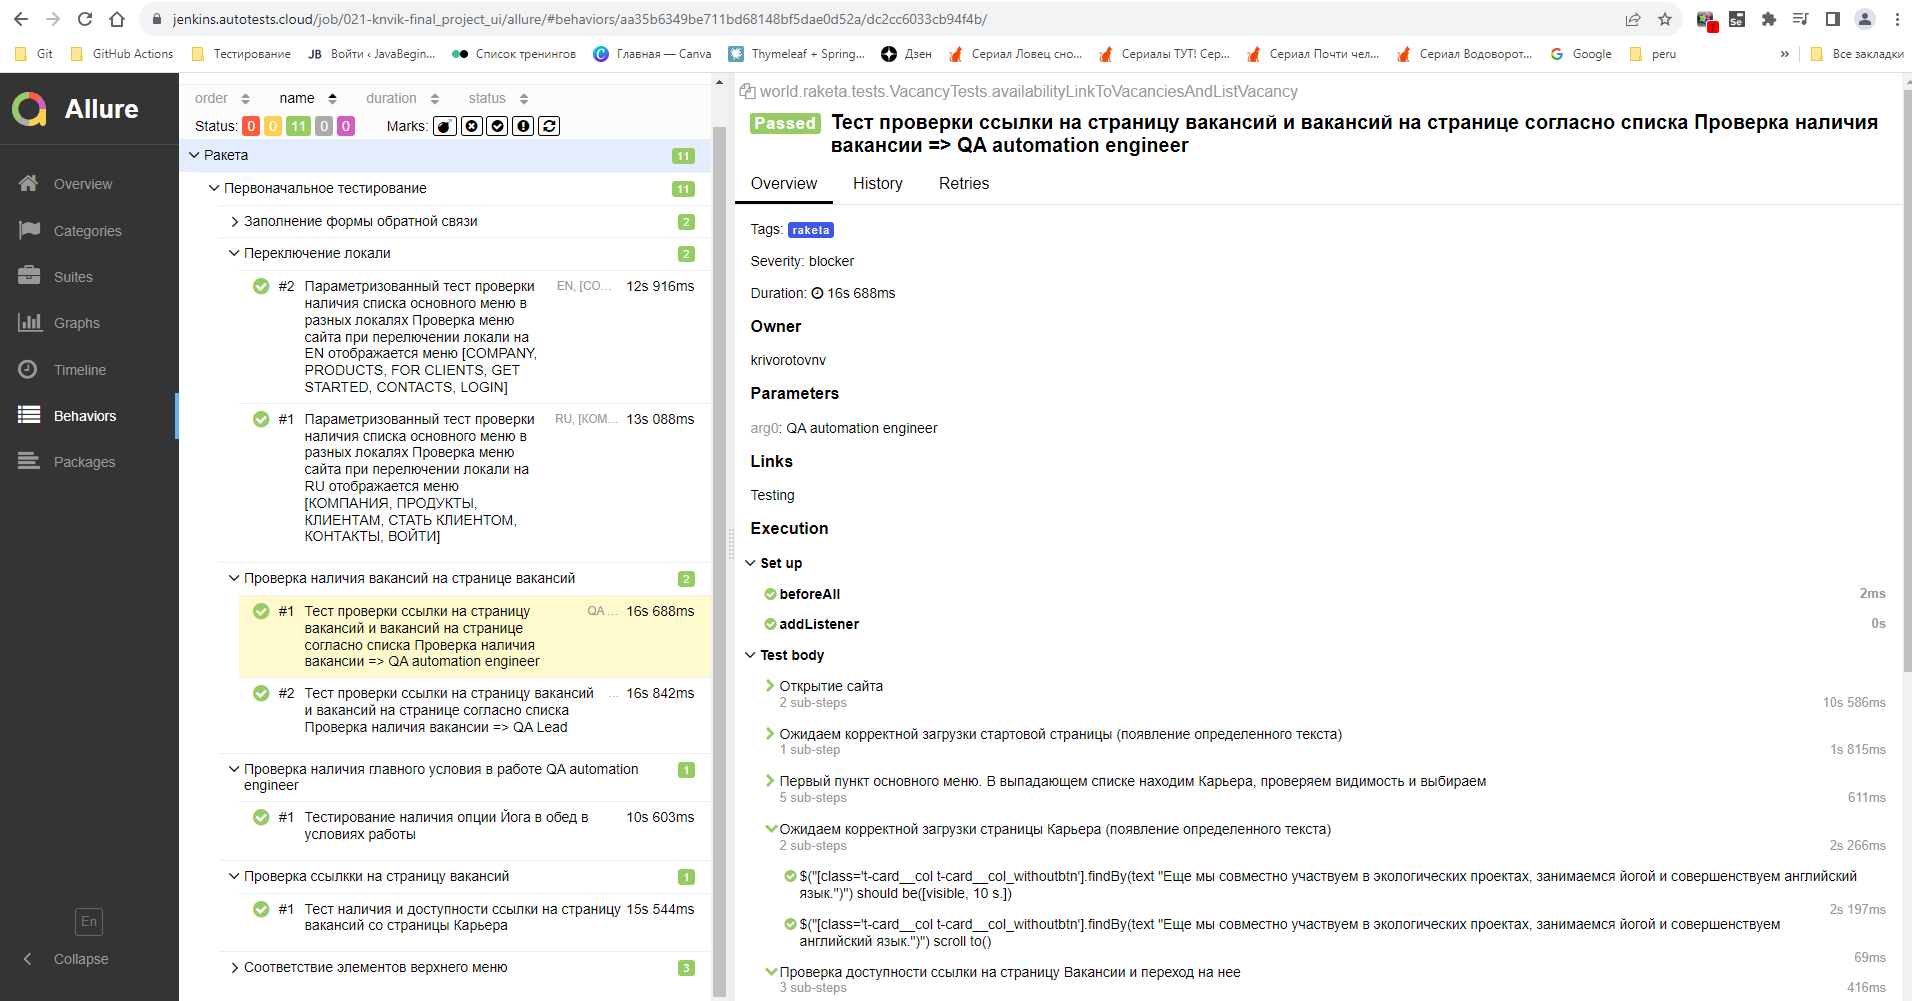 jenkins.autotests.cloud/job/021-knvik-final_project_ui/allure/#behaviors/aa35b6349be711bd68148bf5dae0d52a/dc2cc6033cb94f4b/
Git
GitHub Actions
Тестирование
JB Войти ‹ JavaBegin...
Список тренингов
Главная — Canva
Thymeleaf + Spring...
Дзен
Сериал Ловец сно...
Сериалы ТУТ! Сер...
Сериал Почти чел...
Сериал Водоворот...
Google
peru
»
Все закладки
Allure
Overview
Categories
Suites
Graphs
Timeline
Behaviors
Packages
En
Collapse
order name duration status
Status: 0 0 11 0 0 Marks:
Ракета 11
Первоначальное тестирование 11
Заполнение формы обратной связи 2
Переключение локали 2
#2 Параметризованный тест проверки EN, [CO... 12s 916ms
наличия списка основного меню в
разных локалях Проверка меню
сайта при перелючении локали на
EN отображается меню [COMPANY,
PRODUCTS, FOR CLIENTS, GET
STARTED, CONTACTS, LOGIN]
#1 Параметризованный тест проверки RU, [КОМ... 13s 088ms
наличия списка основного меню в
разных локалях Проверка меню
сайта при перелючении локали на
RU отображается меню
[КОМПАНИЯ, ПРОДУКТЫ,
КЛИЕНТАМ, СТАТЬ КЛИЕНТОМ,
КОНТАКТЫ, ВОЙТИ]
Проверка наличия вакансий на странице вакансий 2
#1 Тест проверки ссылки на страницу QA ... 16s 688ms
вакансий и вакансий на странице
согласно списка Проверка наличия
вакансии => QA automation engineer
#2 Тест проверки ссылки на страницу вакансий ... 16s 842ms
и вакансий на странице согласно списка
Проверка наличия вакансии => QA Lead
Проверка наличия главного условия в работе QA automation 1
engineer
#1 Тестирование наличия опции Йога в обед в 10s 603ms
условиях работы
Проверка ссылкки на страницу вакансий 1
#1 Тест наличия и доступности ссылки на страницу 15s 544ms
вакансий со страницы Карьера
Соответствие элементов верхнего меню 3
world.raketa.tests.VacancyTests.availabilityLinkToVacanciesAndListVacancy
Passed Тест проверки ссылки на страницу вакансий и вакансий на странице согласно списка Проверка наличия
вакансии => QA automation engineer
Overview History Retries
Tags: raketa
Severity: blocker
Duration: 16s 688ms
Owner
krivorotovnv
Parameters
arg0: QA automation engineer
Links
Testing
Execution
Set up
beforeAll 2ms
addListener 0s
Test body
Открытие сайта
2 sub-steps 10s 586ms
Ожидаем корректной загрузки стартовой страницы (появление определенного текста)
1 sub-step 1s 815ms
Первый пункт основного меню. В выпадающем списке находим Карьера, проверяем видимость и выбираем
5 sub-steps 611ms
Ожидаем корректной загрузки страницы Карьера (появление определенного текста)
2 sub-steps 2s 266ms
$("[class='t-card__col t-card__col_withoutbtn'].findBy(text "Еще мы совместно участвуем в экологических проектах, занимаемся йогой и совершенствуем английский
язык.")") should be([visible, 10 s.])
2s 197ms
$("[class='t-card__col t-card__col_withoutbtn'].findBy(text "Еще мы совместно участвуем в экологических проектах, занимаемся йогой и совершенствуем
английский язык.")") scroll to()
69ms
Проверка доступности ссылки на страницу Вакансии и переход на нее
3 sub-steps 416ms